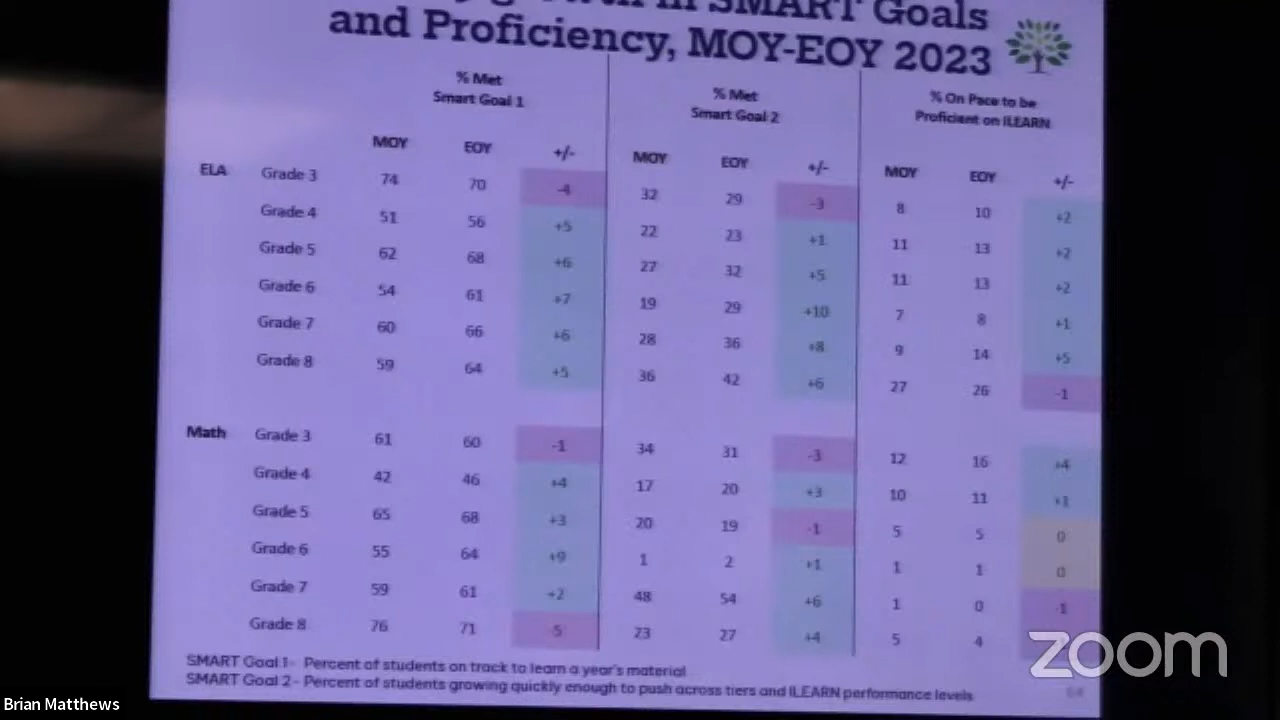 SMART Goals
and Proficiency, MOY-EOY 2023
% Met % Met % On Pace to be
Smart Goal 1 Smart Goal 2 Proficient on ILEARN
MOY EOY +/- MOY EOY +/- MOY EOY +/-
ELA Grade 3 74 70 -4 32 29 -3 8 10 +2
Grade 4 51 56 +5 22 23 +1 11 13 +2
Grade 5 62 68 +6 27 32 +5 11 13 +2
Grade 6 54 61 +7 19 29 +10 7 8 +1
Grade 7 60 66 +6 28 36 +8 9 14 +5
Grade 8 59 64 +5 36 42 +6 27 26 -1
Math Grade 3 61 60 -1 34 31 -3 12 16 +4
Grade 4 42 46 +4 17 20 +3 10 11 +1
Grade 5 65 68 +3 20 19 -1 5 5 0
Grade 6 55 64 +9 1 2 +1 1 1 0
Grade 7 59 61 +2 48 54 +6 1 0 -1
Grade 8 76 71 -5 23 27 +4 5 4
SMART Goal 1 - Percent of students on track to learn a year's material
SMART Goal 2 - Percent of students growing quickly enough to push across tiers and ILEARN performance levels
zoom
Brian Matthews